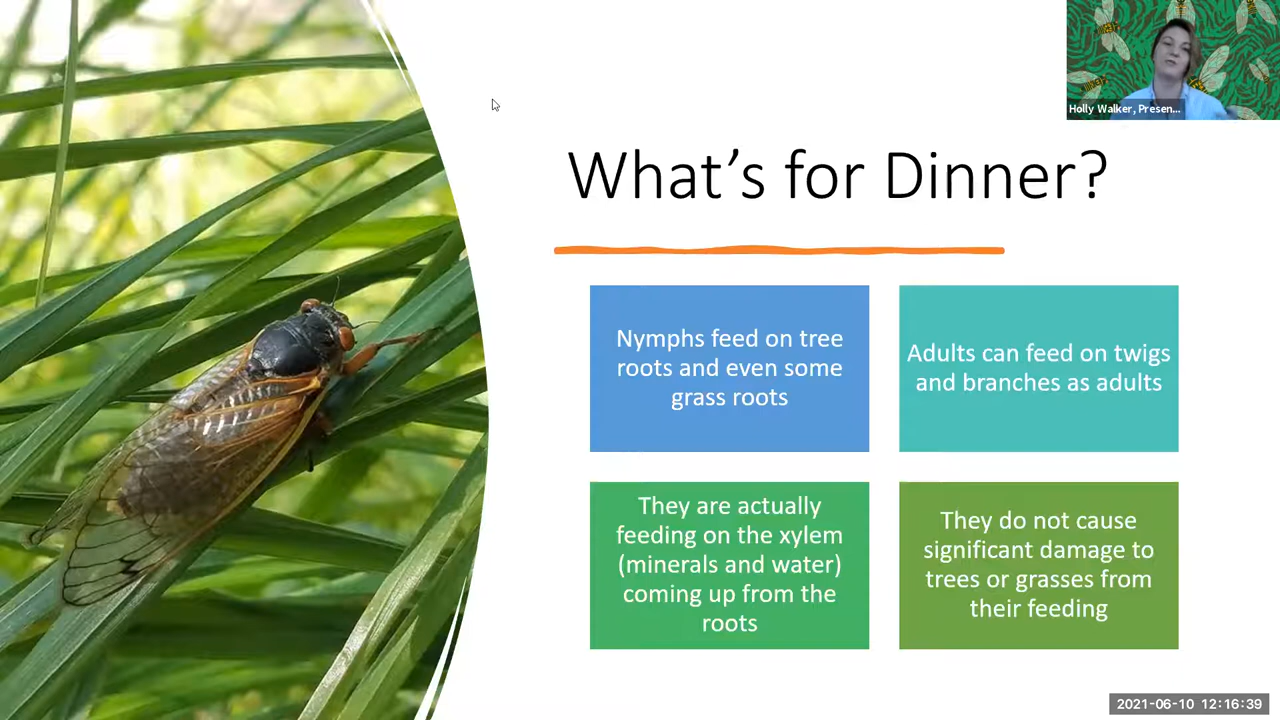 Holly Walker, Presen...
What's for Dinner?
Nymphs feed on tree
roots and even some
grass roots
Adults can feed on twigs
and branches as adults
They are actually
feeding on the xylem
(minerals and water)
coming up from the
roots
They do not cause
significant damage to
trees or grasses from
their feeding
2021-06-10 12:16:39